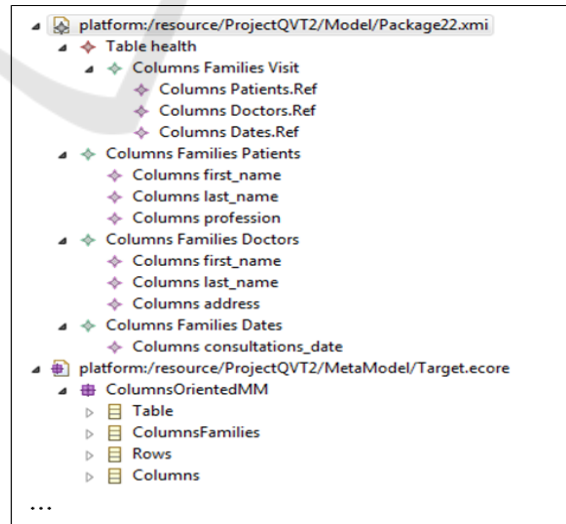 platform:/resource/ProjectQVT2/Model/Package22.xmi
Table health
Columns Families Visit
Columns Patients.Ref
Columns Doctors.Ref
Columns Dates.Ref
Columns Families Patients
Columns first_name
Columns last_name
Columns profession
Columns Families Doctors
Columns first_name
Columns last_name
Columns address
Columns Families Dates
Columns consultations_date
platform:/resource/ProjectQVT2/MetaModel/Target.ecore
ColumnsOrientedMM
Table
ColumnsFamilies
Rows
Columns
...